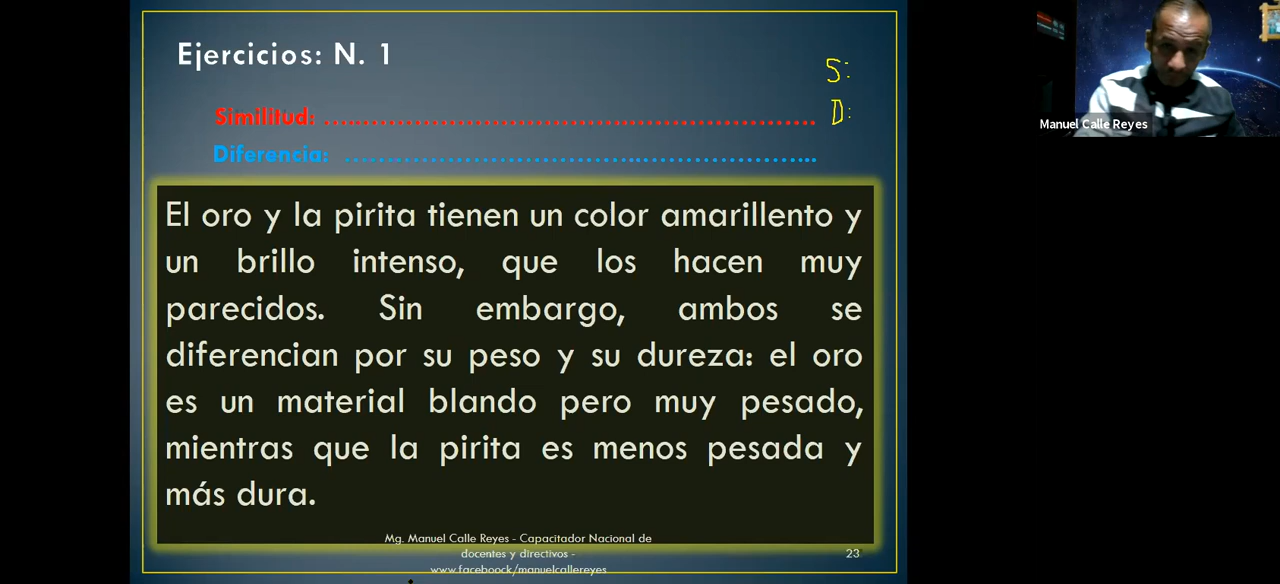 Ejercicios: N. 1
S:
Similitud: .....................................................
D:
Diferencia: .....................................................
El oro y la pirita tienen un color amarillento y
un brillo intenso, que los hacen muy
parecidos. Sin embargo, ambos se
diferencian por su peso y su dureza: el oro
es un material blando pero muy pesado,
mientras que la pirita es menos pesada y
más dura.
Mg. Manuel Calle Reyes - Capacitador Nacional de
docentes y directivos -
www.faceboock/manuelcallereyes
23
Manuel Calle Reyes